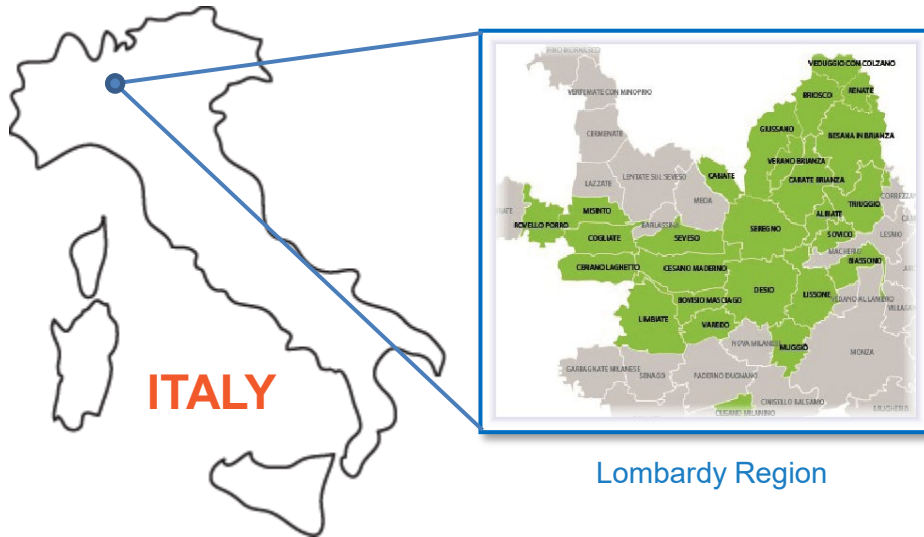 VERTEMATE CON MINOPRIO
VEDUGGIO CON COLZANO
BRIOSCO
RENATE
CERMENATE
GIUSSANO
BESANA IN BRIANZA
VERANO BRIANZA
LAZZATE
LENTATE SUL SEVESO
CABIATE
CARATE BRIANZA
MEDA
TRIUGGIO
MISINTO
ALBIATE
ROVELLO PORRO
BARLASSINA
SEREGNO
SOVICO
LESMO
COGLIATE
SEVESO
MACHERIO
BIASSONO
CERIANO LAGHETTO
CESANO MADERNO
DESIO
LISSONE
BOVISIO MASCIAGO
LIMBIATE
VAREDO
NOVA MILANESE
MUGGIÒ
MONZA
GARBAGNATE MILANESE
SENAGO
PADERNO DUGNANO
CINISELLO BALSAMO
CUSANO MILANINO
ITALY
Lombardy Region